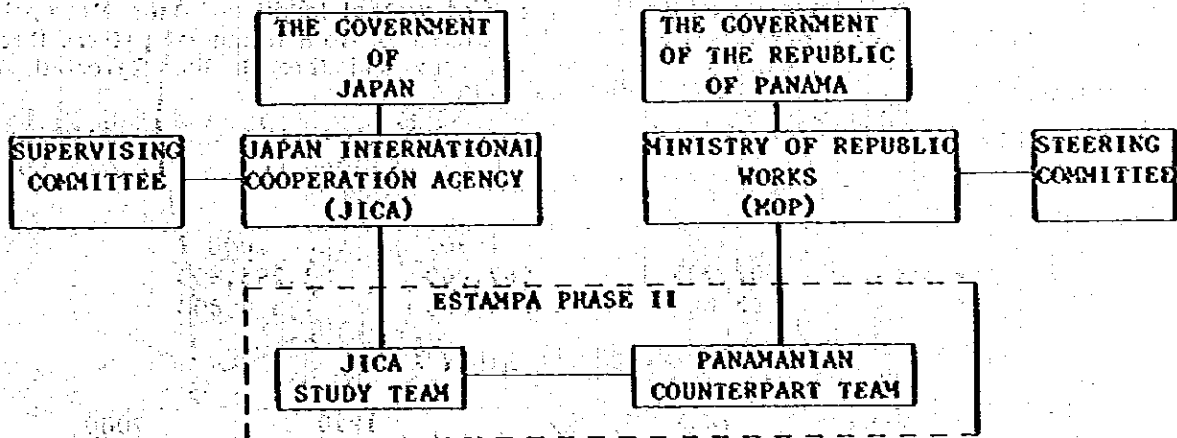 THE GOVERNMENT
OF
JAPAN
THE GOVERNMENT
OF THE REPUBLIC
OF PANAMA
SUPERVISING
COMMITTEE
JAPAN INTERNATIONAL
COOPERATION AGENCY
(JICA)
MINISTRY OF REPUBLIC
WORKS
(MOP)
STEERING
COMMITTEE
ESTAMPA PHASE II
JICA
STUDY TEAM
PANAMANIAN
COUNTERPART TEAM